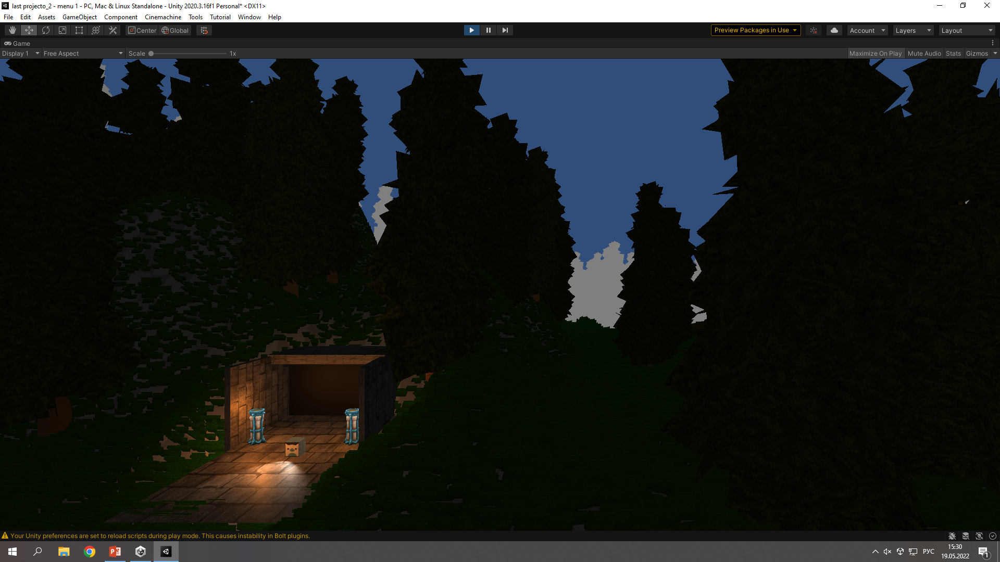 last projecto_2 - menu 1 - PC, Mac & Linux Standalone - Unity 2020.3.16f1 Personal* <DX11>
File Edit Assets GameObject Component Cinemachine Tools Tutorial Window Help
Center Global Preview Packages in Use Account Layers Layout
Game
Display 1 Free Aspect Scale 1x Maximize On Play Mute Audio Stats Gizmos
Your Unity preferences are set to reload scripts during play mode. This causes instability in Bolt plugins.
РУС
15:30
19.05.2022
1